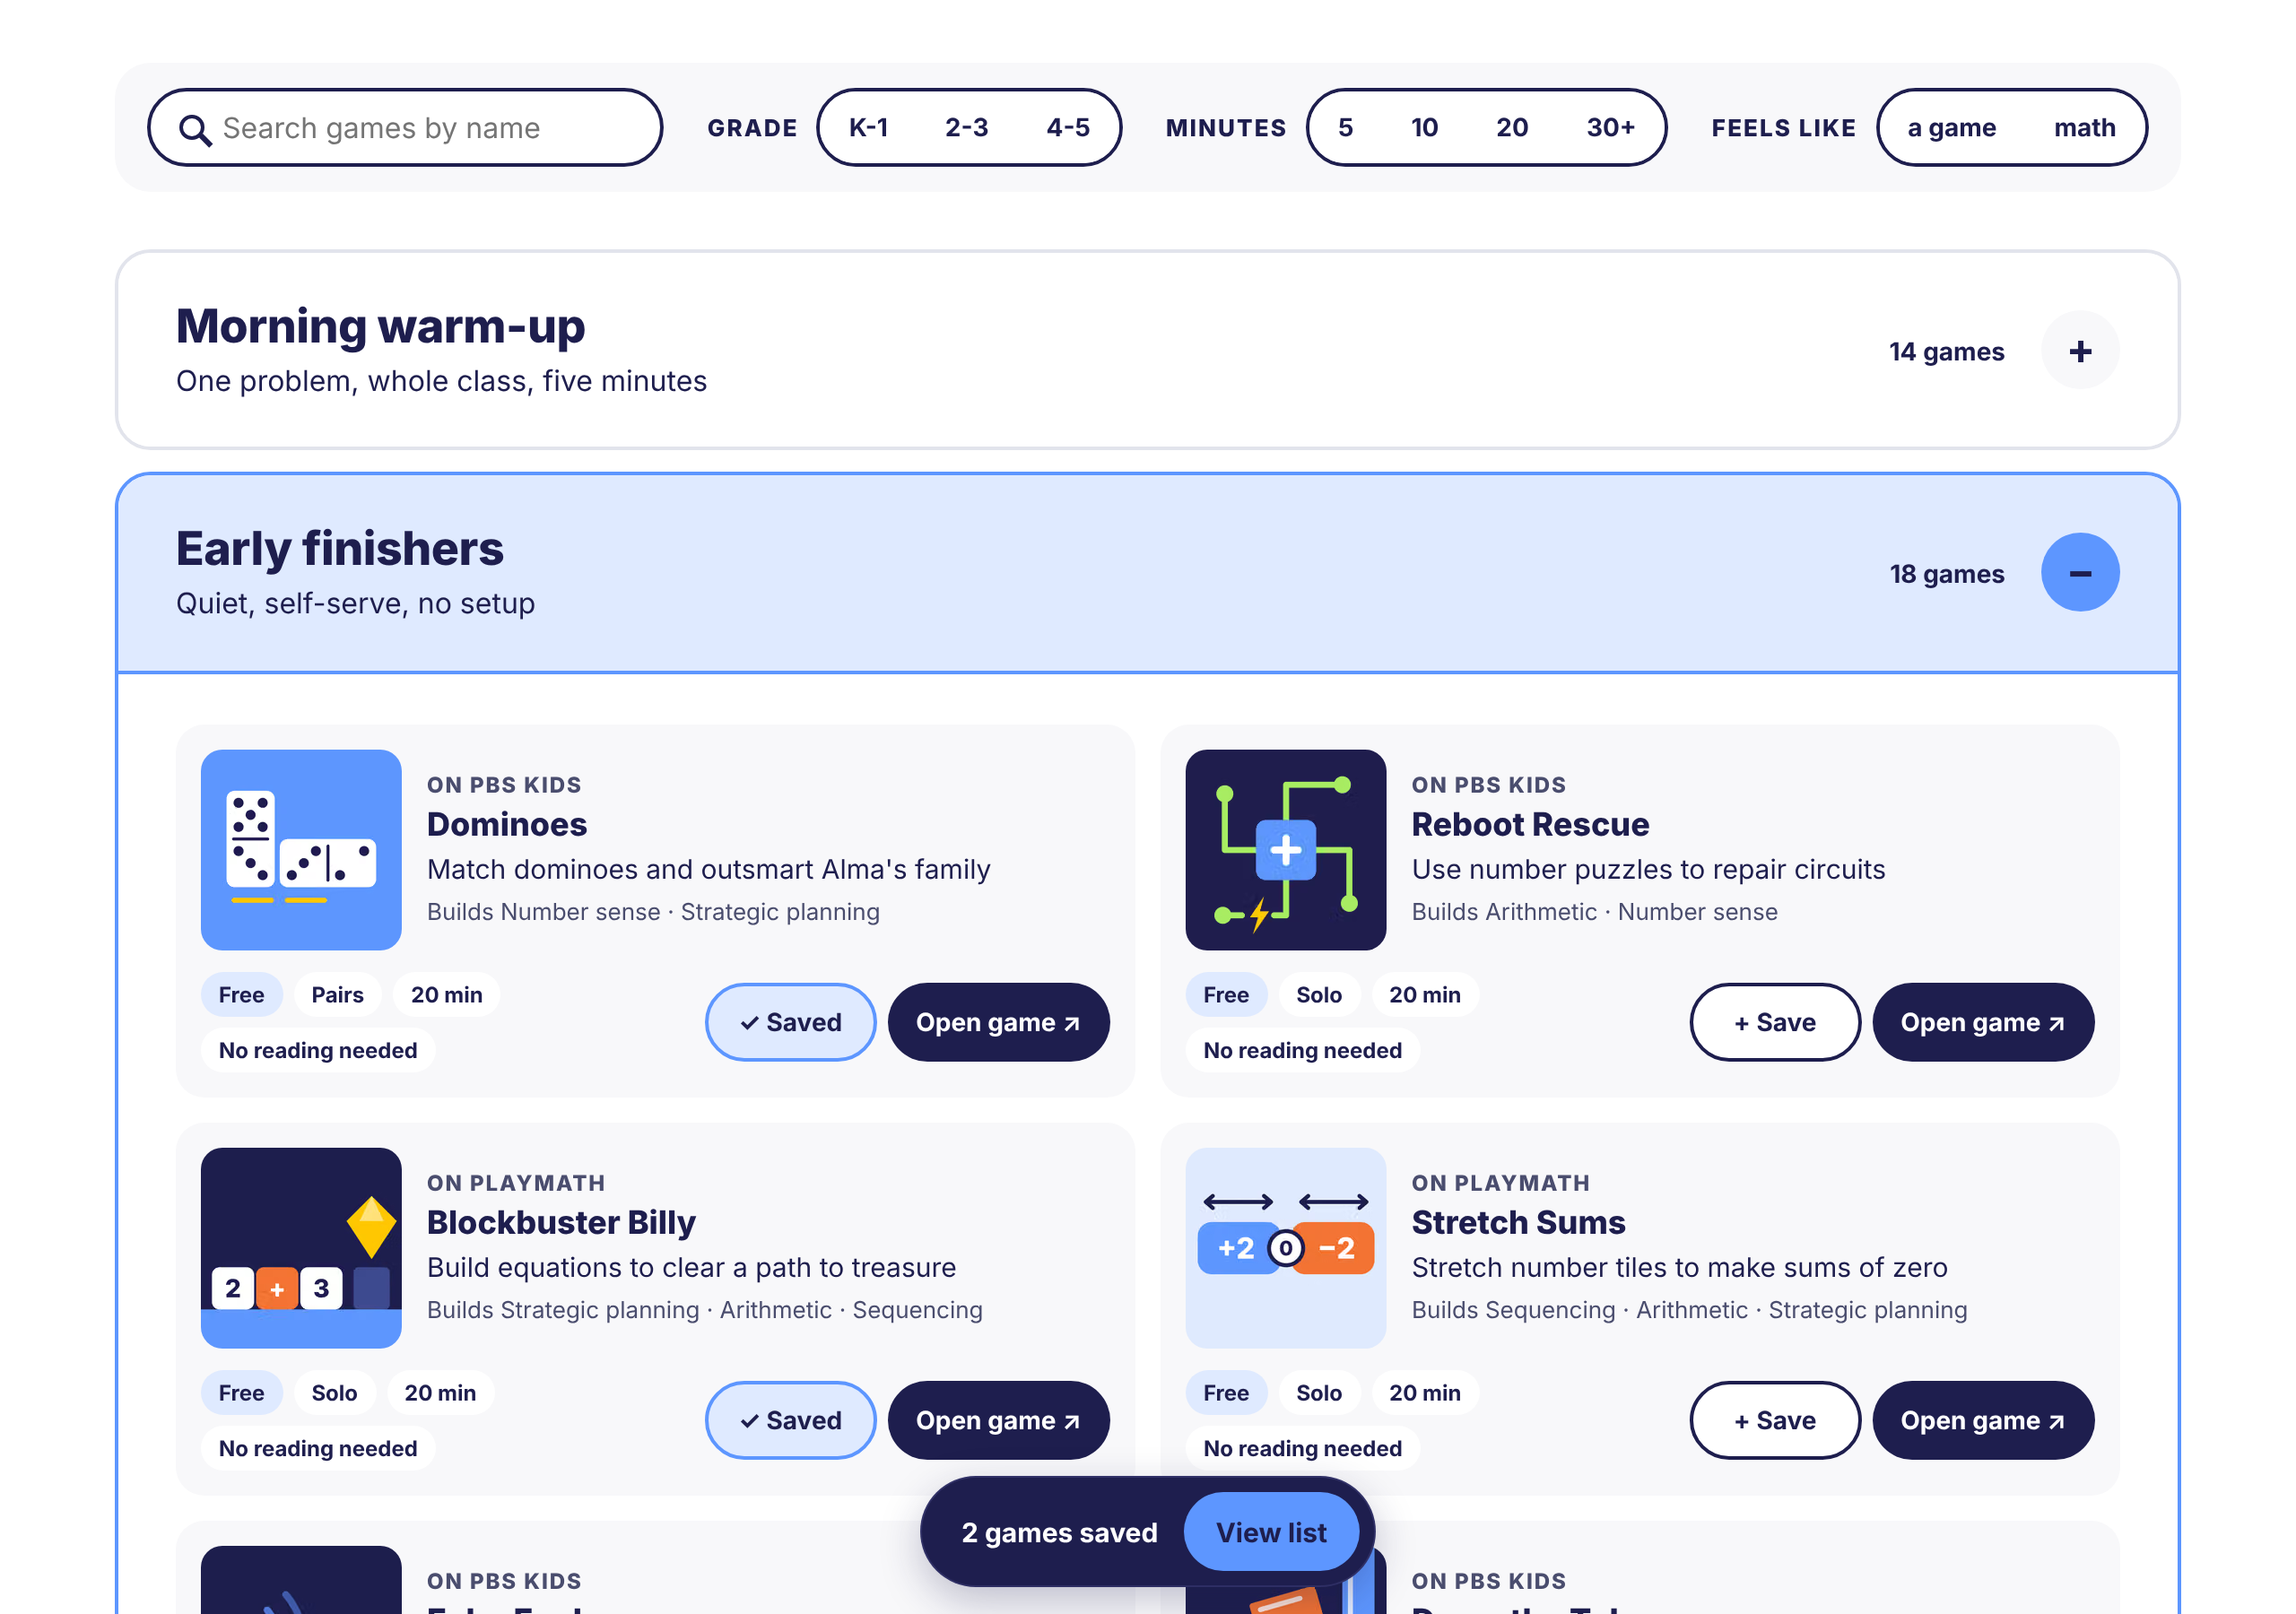 Search games by name
GRADE
K-1 2-3 4-5
MINUTES
5 10 20 30+
FEELS LIKE
a game math
Morning warm-up
One problem, whole class, five minutes
14 games
+
Early finishers
Quiet, self-serve, no setup
18 games
−
ON PBS KIDS
Dominoes
Match dominoes and outsmart Alma's family
Builds Number sense · Strategic planning
Free Pairs 20 min
No reading needed
✓ Saved
Open game ↗
+
ON PBS KIDS
Reboot Rescue
Use number puzzles to repair circuits
Builds Arithmetic · Number sense
Free Solo 20 min
No reading needed
+ Save
Open game ↗
2 + 3
ON PLAYMATH
Blockbuster Billy
Build equations to clear a path to treasure
Builds Strategic planning · Arithmetic · Sequencing
Free Solo 20 min
No reading needed
✓ Saved
Open game ↗
+2 0 −2
ON PLAYMATH
Stretch Sums
Stretch number tiles to make sums of zero
Builds Sequencing · Arithmetic · Strategic planning
Free Solo 20 min
No reading needed
+ Save
Open game ↗
2 games saved
View list
ON PBS KIDS
ON PBS KIDS